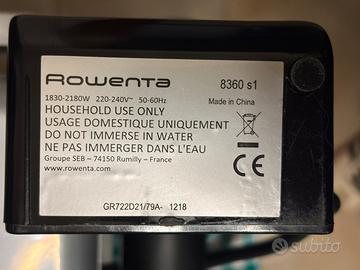 Rowenta
8360 s1
1830-2180W 220-240V~ 50-60Hz
Made in China
HOUSEHOLD USE ONLY
USAGE DOMESTIQUE UNIQUEMENT
DO NOT IMMERSE IN WATER
NE PAS IMMERGER DANS L'EAU
Groupe SEB – 74150 Rumilly – France
www.rowenta.com
CE
GR722D21/79A- 1218
subito